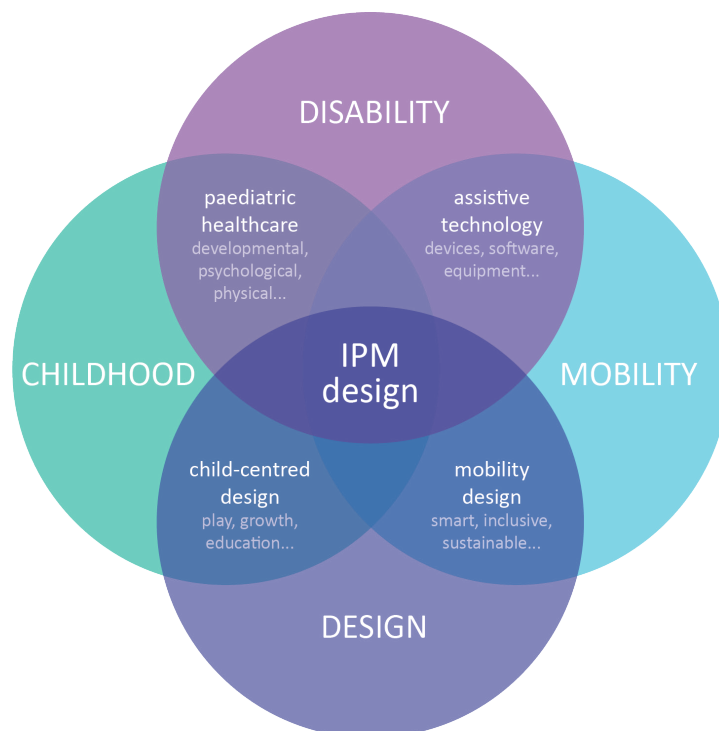 DISABILITY
paediatric
healthcare
developmental,
psychological,
physical...
assistive
technology
devices, software,
equipment...
CHILDHOOD
IPM
design
MOBILITY
child-centred
design
play, growth,
education...
mobility
design
smart, inclusive,
sustainable...
DESIGN